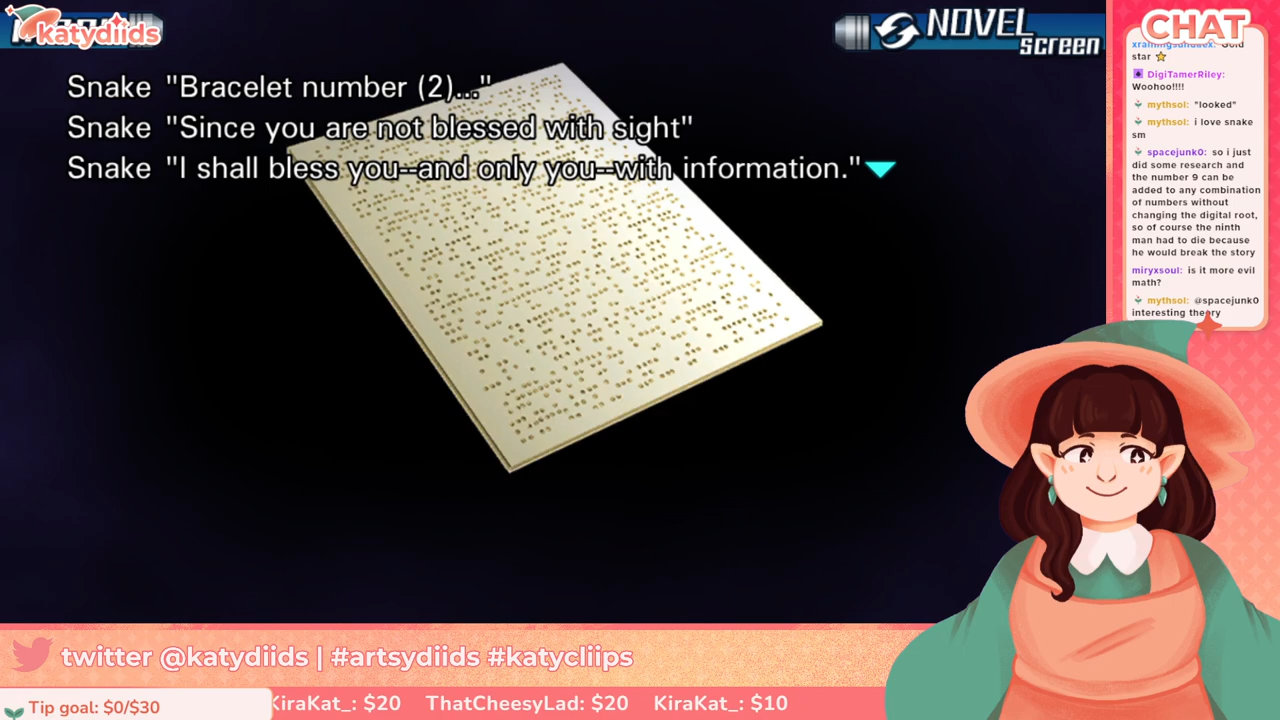 katydiids
NOVEL
Screen
Snake "Bracelet number (2)..."
Snake "Since you are not blessed with sight"
Snake "I shall bless you--and only you--with information."
CHAT
star
DigiTamerRiley:
Woohoo!!!!
mythsol: "looked"
mythsol: i love snake
sm
spacejunk0: so i just
did some research and
the number 9 can be
added to any combination
of numbers without
changing the digital root,
so of course the ninth
man had to die because
he would break the story
miryxsoul: is it more evil
math?
mythsol: @spacejunk0
interesting theory
twitter @katydiids | #artsydiids #katycliips
Tip goal: $0/$30
KiraKat_: $20 ThatCheesyLad: $20 KiraKat_: $10